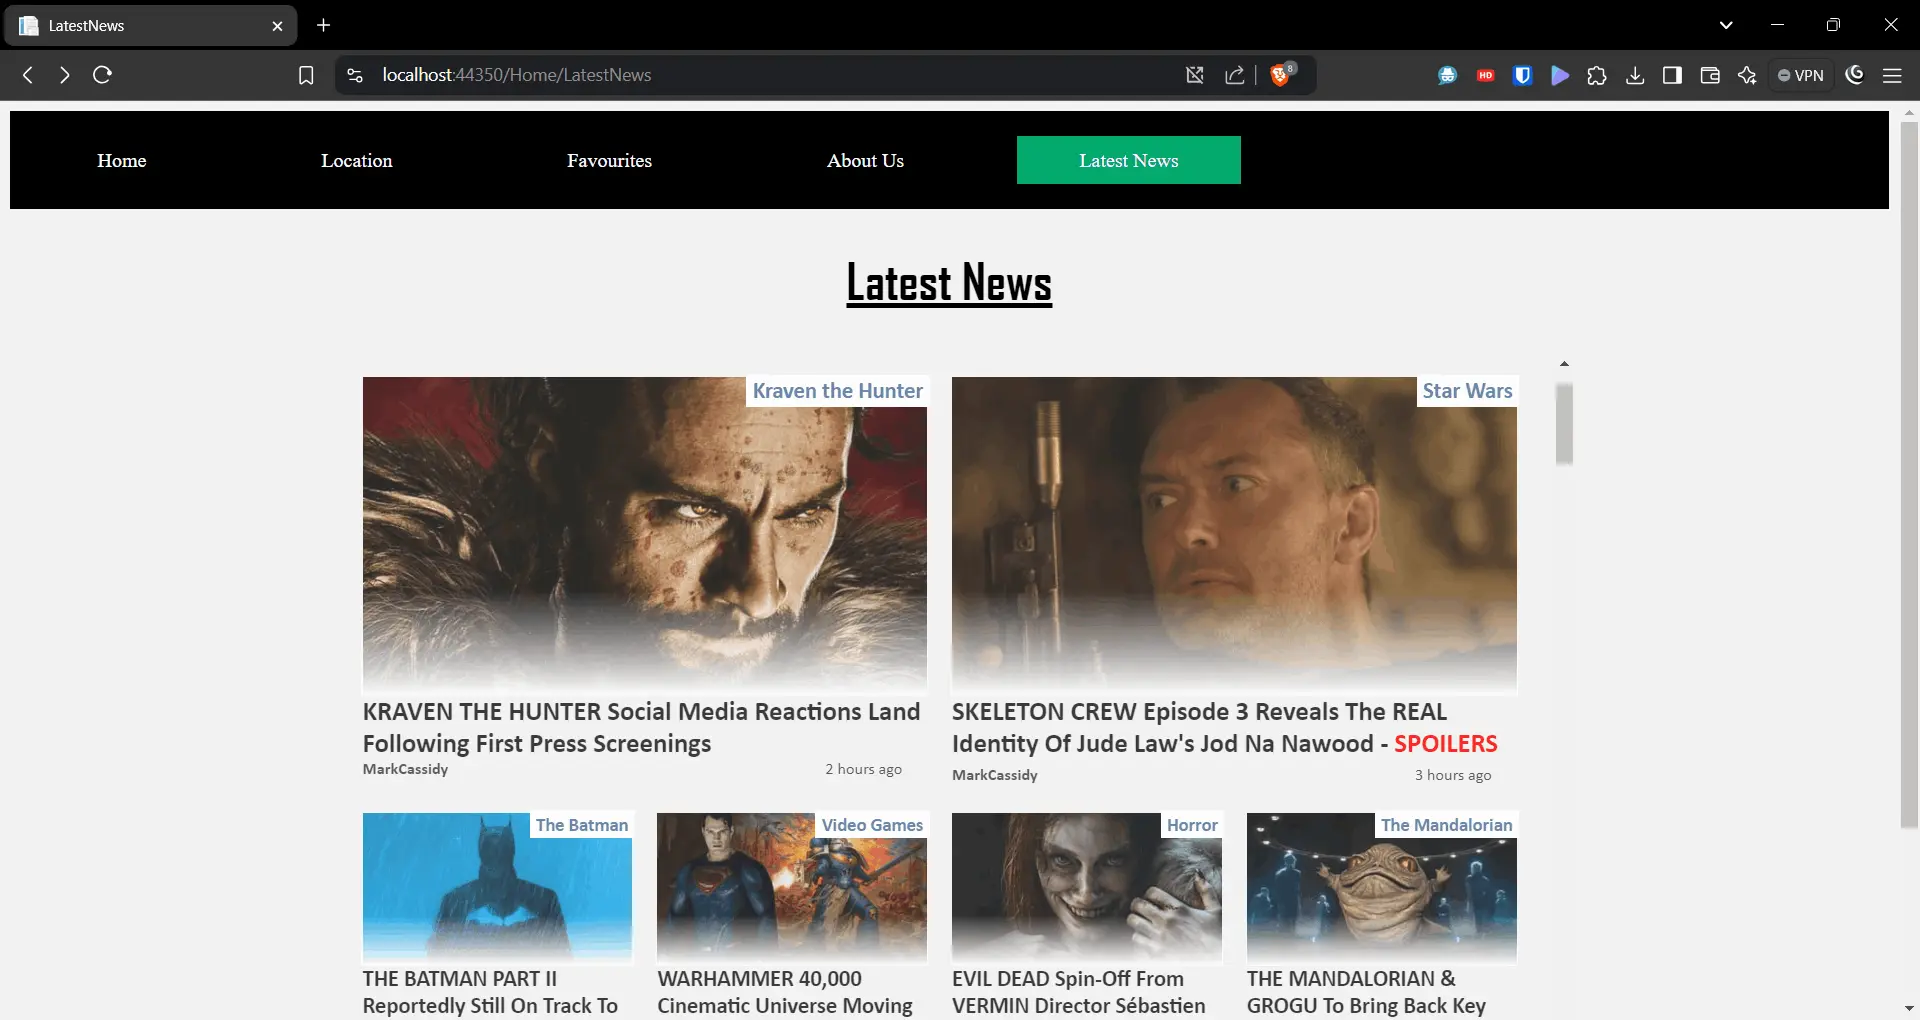 LatestNews
localhost:44350/Home/LatestNews
8
HD
VPN
Home Location Favourites About Us Latest News
Latest News
Kraven the Hunter
KRAVEN THE HUNTER Social Media Reactions Land
Following First Press Screenings
MarkCassidy 2 hours ago
Star Wars
SKELETON CREW Episode 3 Reveals The REAL
Identity Of Jude Law's Jod Na Nawood - SPOILERS
MarkCassidy 3 hours ago
The Batman
THE BATMAN PART II
Reportedly Still On Track To
Video Games
WARHAMMER 40,000
Cinematic Universe Moving
Horror
EVIL DEAD Spin-Off From
VERMIN Director Sébastien
The Mandalorian
THE MANDALORIAN &
GROGU To Bring Back Key